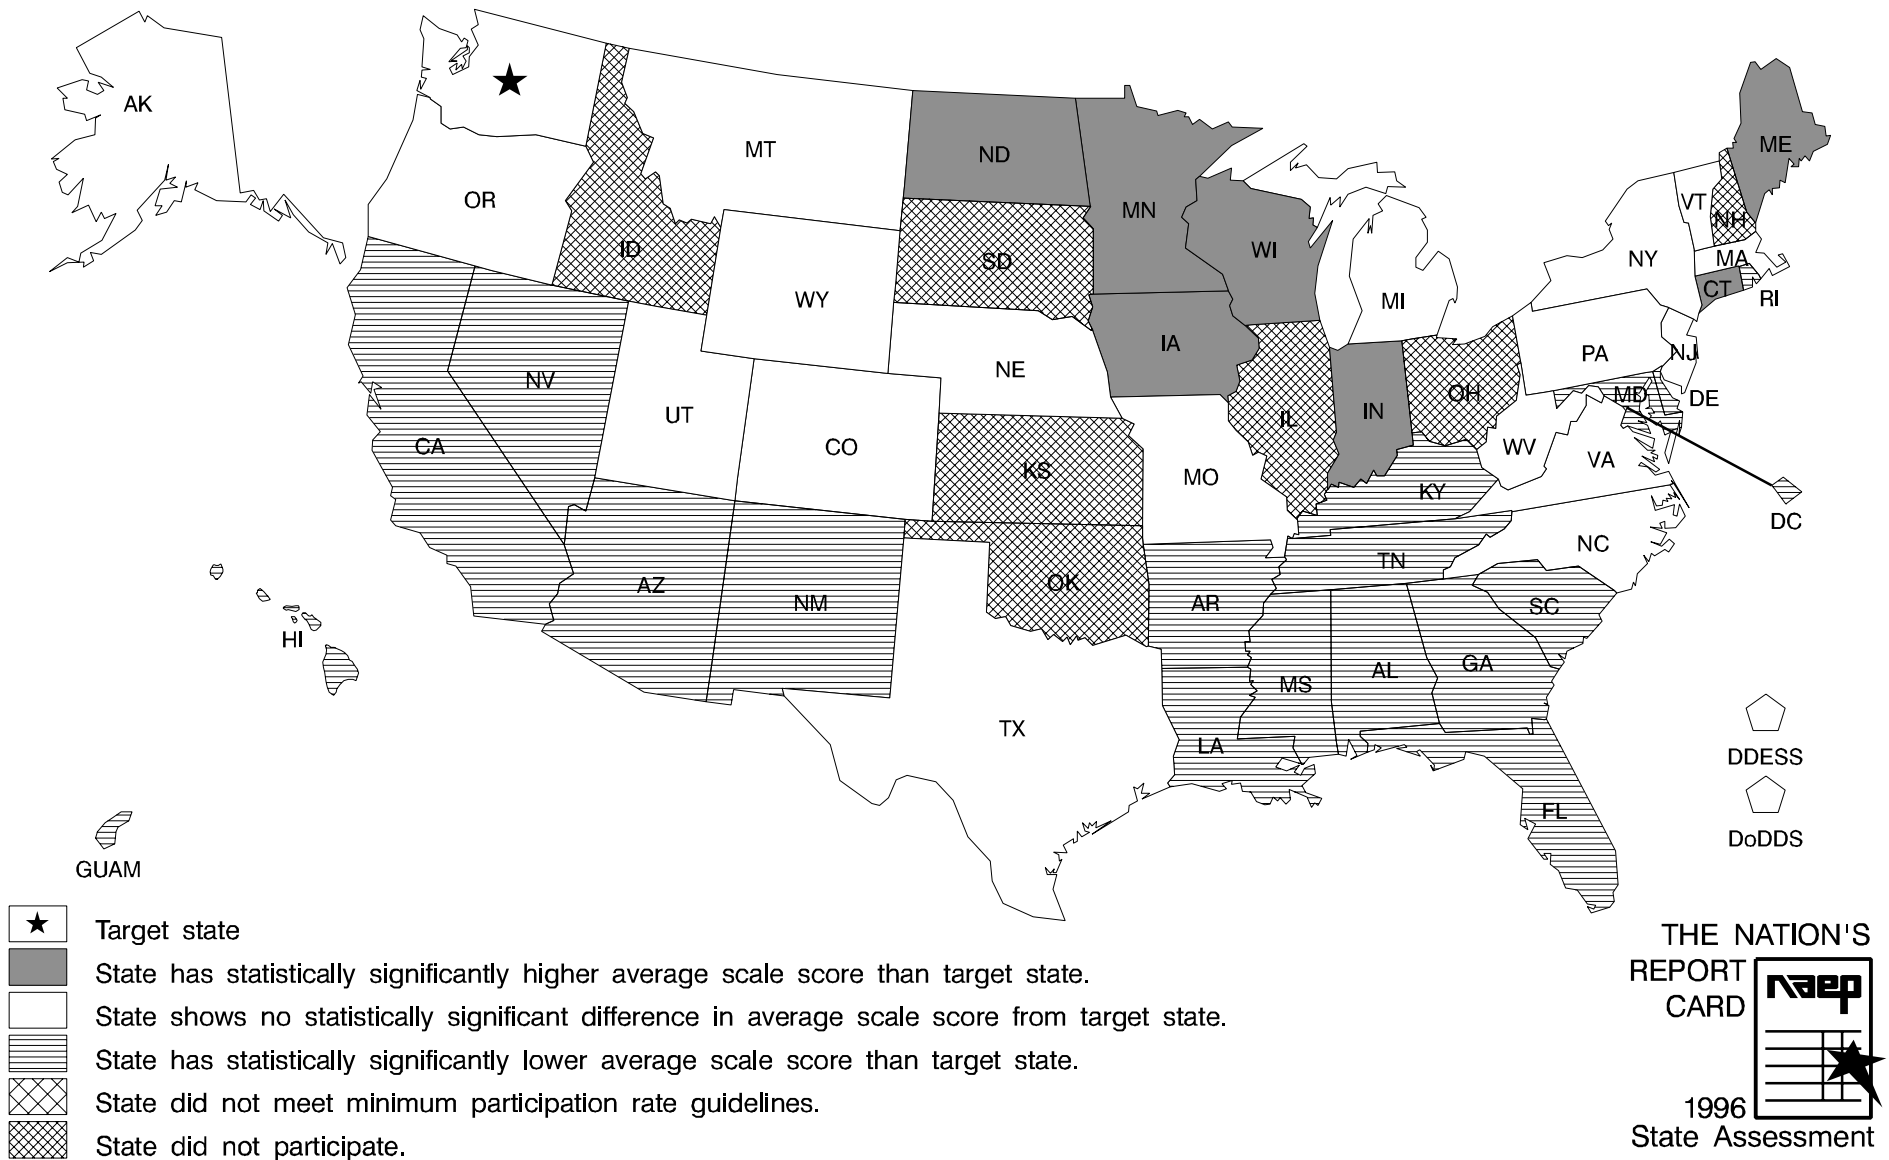 AK
ME
MT
ND
OR
VT
MN
NH
ID
WI
SD
NY
MA
CT
RI
WY
MI
IA
PA
NJ
NE
NV
MD
DE
UT
IN
OH
IL
CA
CO
WV
VA
KS
MO
KY
DC
NC
TN
AZ
OK
NM
AR
SC
HI
GA
AL
MS
TX
LA
DDESS
FL
DoDDS
GUAM
Target state
State has statistically significantly higher average scale score than target state.
State shows no statistically significant difference in average scale score from target state.
State has statistically significantly lower average scale score than target state.
State did not meet minimum participation rate guidelines.
State did not participate.
THE NATION'S
REPORT
CARD
naep
1996
State Assessment